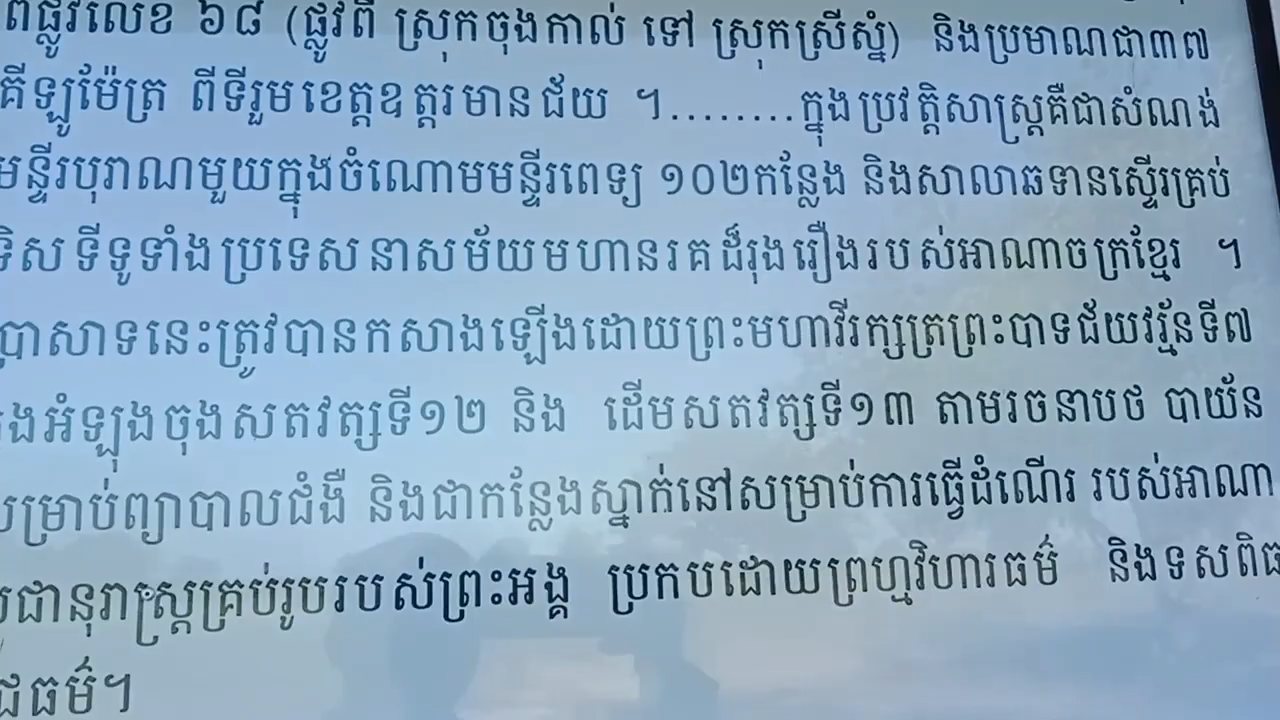 ពីផ្លូវលេខ ៦៨ (ផ្លូវពី ស្រុកចុងកាល់ ទៅ ស្រុកស្រីស្នំ) និងប្រមាណជា៣៧
គីឡូម៉ែត្រ ពីទីរួមខេត្តឧត្តរមានជ័យ ។........ក្នុងប្រវត្តិសាស្ត្រគឺជាសំណង់
មន្ទីរបុរាណមួយក្នុងចំណោមមន្ទីរពេទ្យ ១០២កន្លែង និងសាលាឆទានស្ទើរគ្រប់
ទិសទីទូទាំងប្រទេសនាសម័យមហានរគដ៏រុងរឿងរបស់អាណាចក្រខ្មែរ ។
ប្រាសាទនេះត្រូវបានកសាងឡើងដោយព្រះមហាវីរក្សត្រព្រះបាទជ័យវរ្ម័នទី៧
ក្នុងអំឡុងចុងសតវត្សទី១២ និង ដើមសតវត្សទី១៣ តាមរចនាបថ បាយ័ន
សម្រាប់ព្យាបាលជំងឺ និងជាកន្លែងស្នាក់នៅសម្រាប់ការធ្វើដំណើរ របស់អាណា
ប្រជានុរាស្ត្រគ្រប់រូបរបស់ព្រះអង្គ ប្រកបដោយព្រហ្មវិហារធម៌ និងទសពិធ
រាជធម៌។